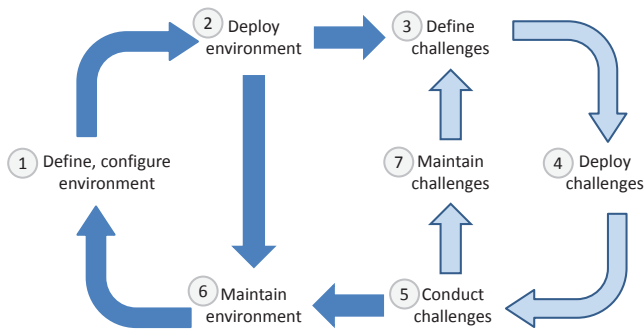 2 Deploy
environment
3 Define
challenges
1 Define, configure
environment
7 Maintain
challenges
4 Deploy
challenges
6 Maintain
environment
5 Conduct
challenges